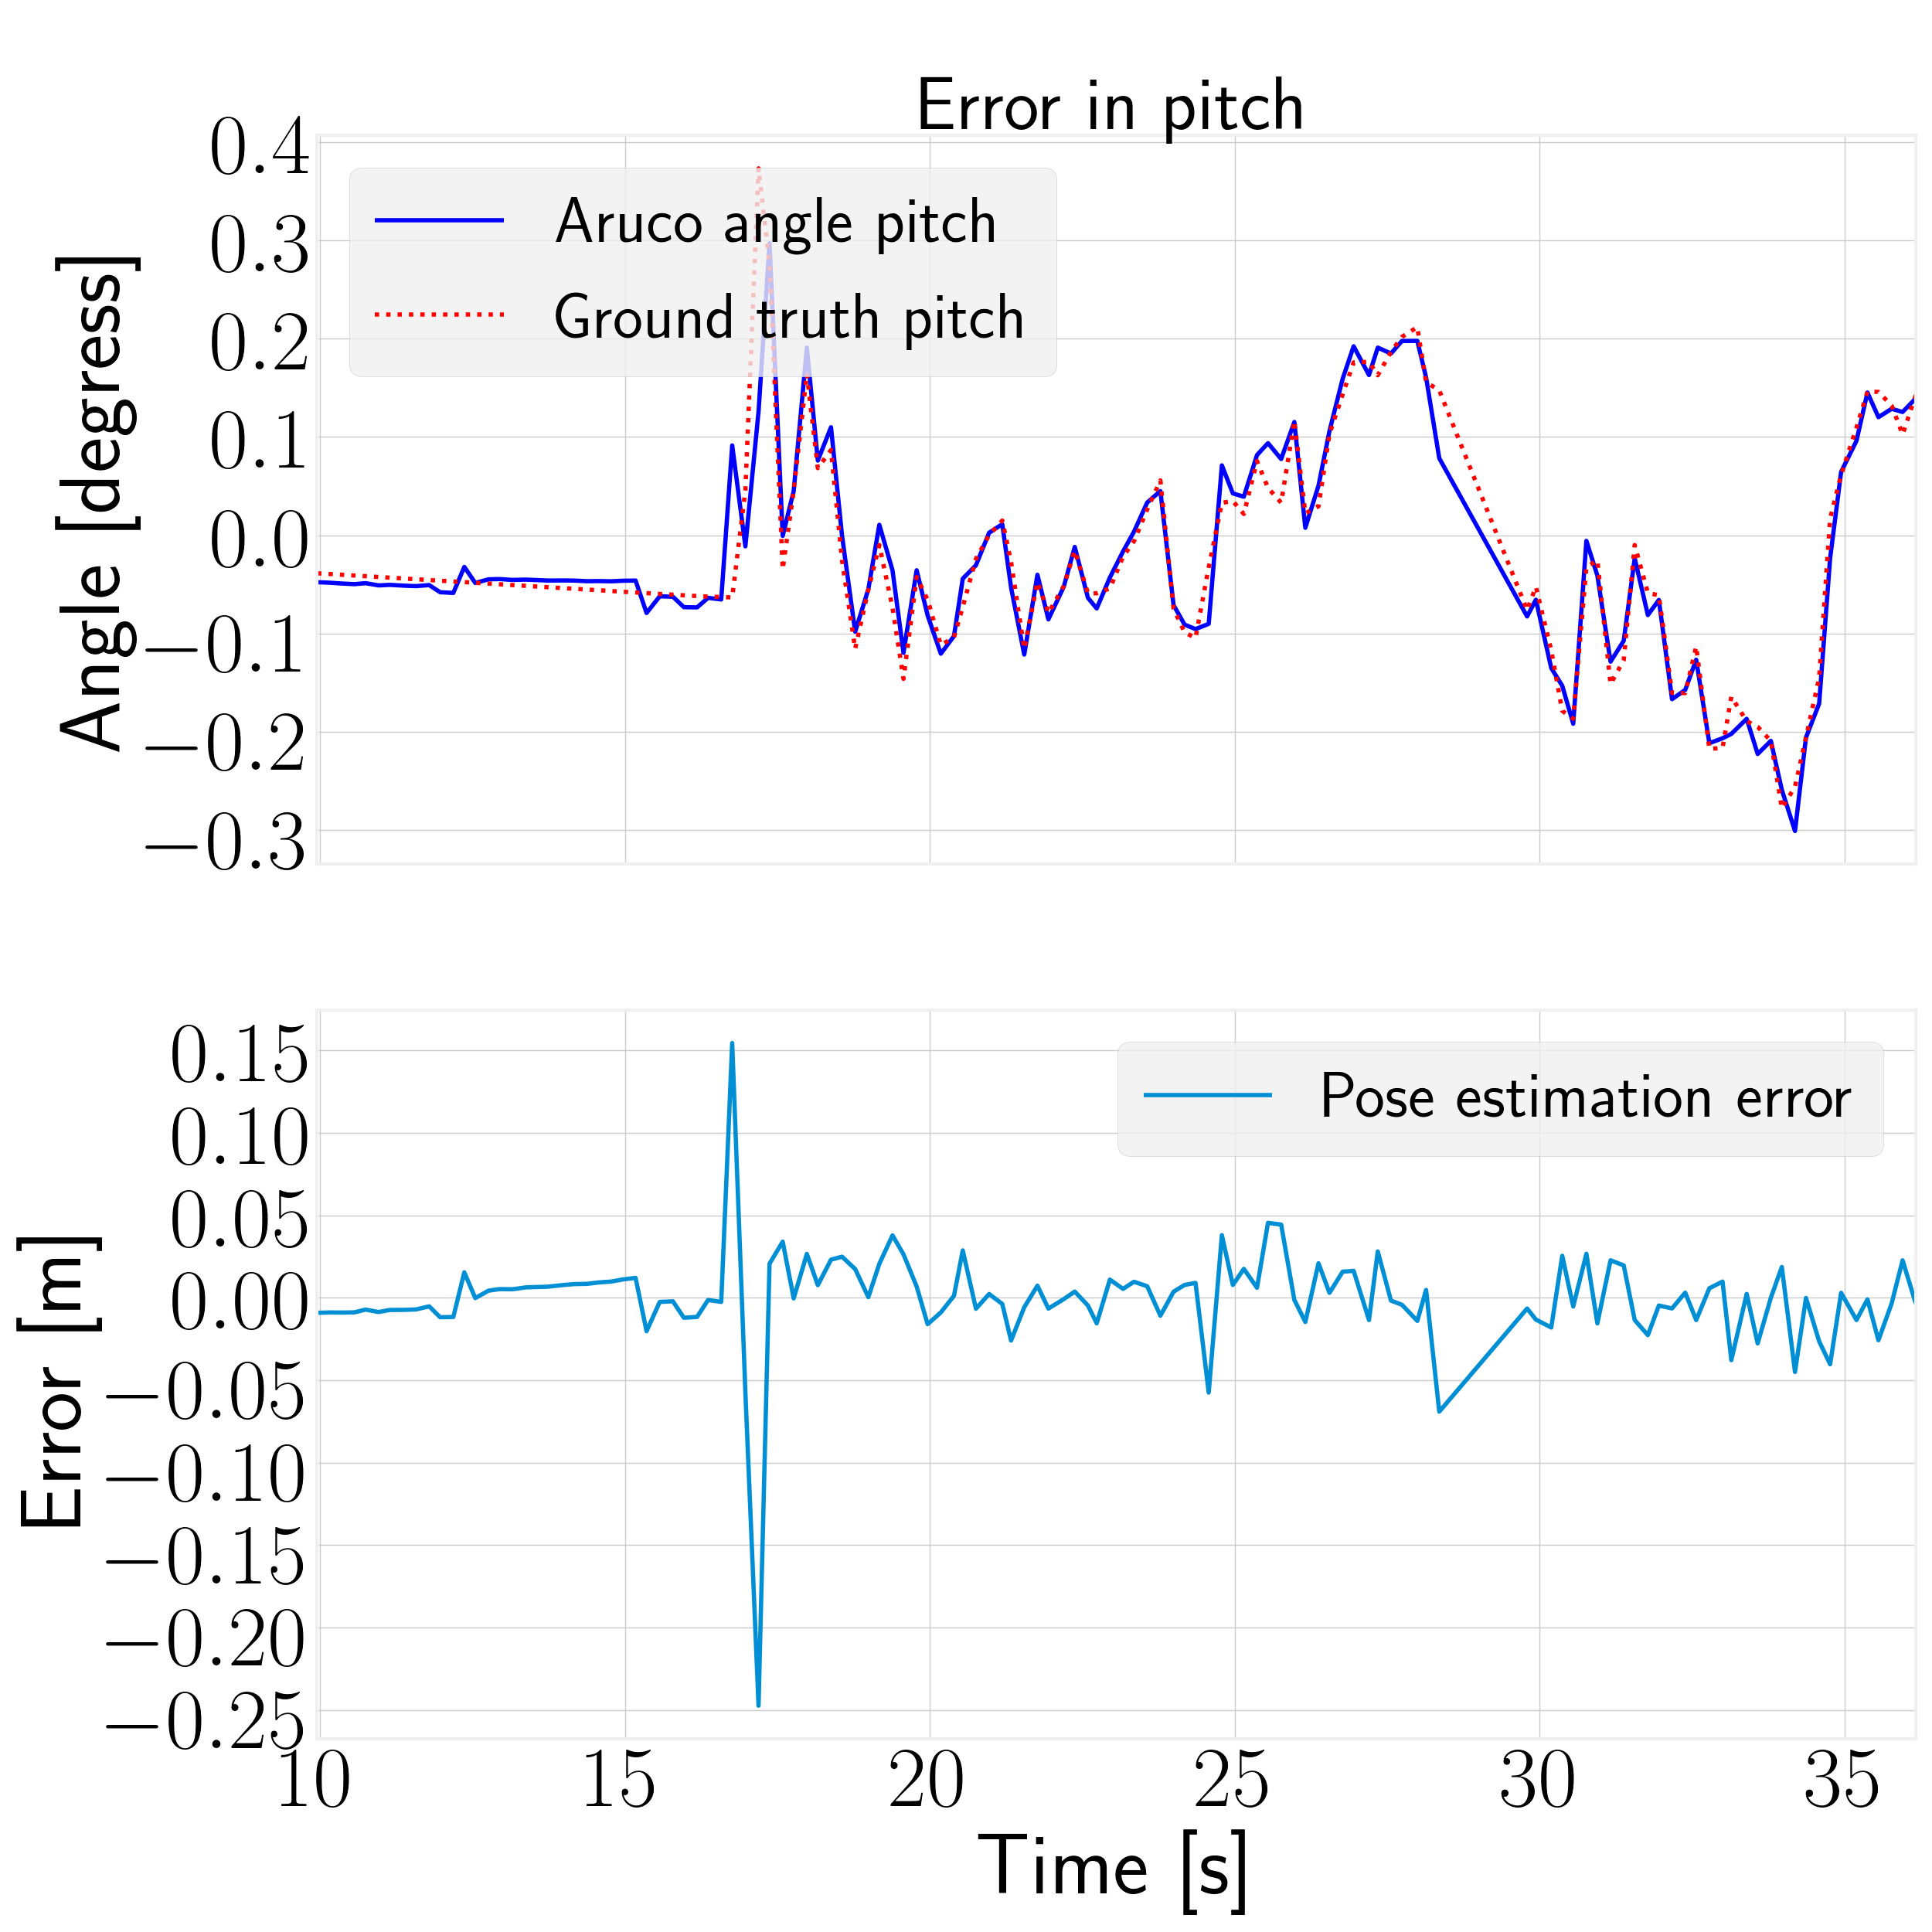 Error in pitch
Angle [degress]
0.4
0.3
0.2
0.1
0.0
−0.1
−0.2
−0.3
Aruco angle pitch
Ground truth pitch
Error [m]
0.15
0.10
0.05
0.00
−0.05
−0.10
−0.15
−0.20
−0.25
Pose estimation error
10 15 20 25 30 35
Time [s]